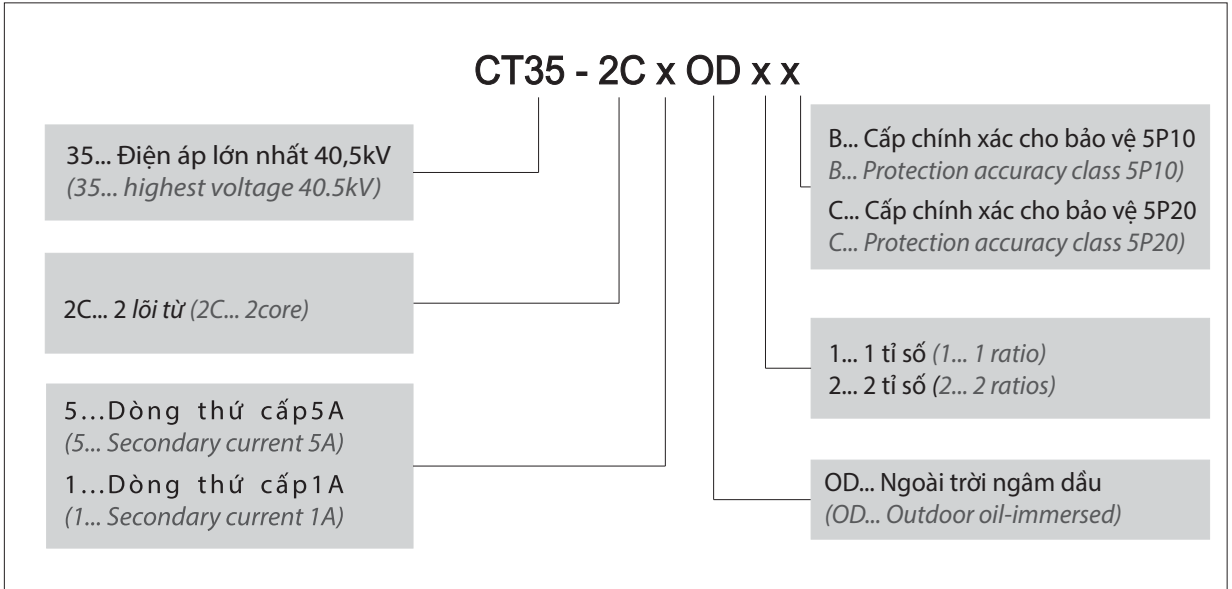 CT35 - 2C x OD x x
35... Điện áp lớn nhất 40,5kV
(35... highest voltage 40.5kV)
2C... 2 lõi từ (2C... 2core)
5...Dòng thứ cấp5A
(5... Secondary current 5A)
1...Dòng thứ cấp1A
(1... Secondary current 1A)
B... Cấp chính xác cho bảo vệ 5P10
B... Protection accuracy class 5P10)
C... Cấp chính xác cho bảo vệ 5P20
C... Protection accuracy class 5P20)
1... 1 tỉ số (1... 1 ratio)
2... 2 tỉ số (2... 2 ratios)
OD... Ngoài trời ngâm dầu
(OD... Outdoor oil-immersed)